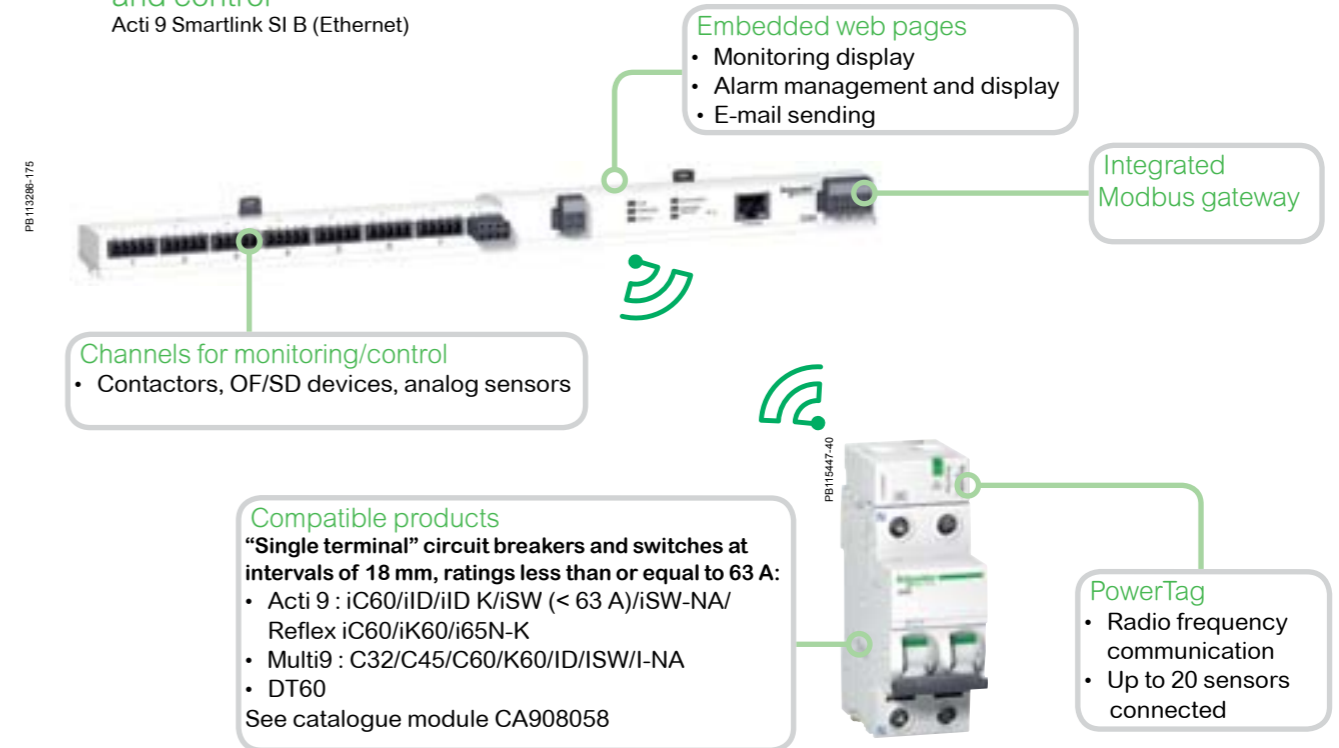 and control
Acti 9 Smartlink SI B (Ethernet)
Embedded web pages
• Monitoring display
• Alarm management and display
• E-mail sending
PB113286-175
Integrated
Modbus gateway
Channels for monitoring/control
• Contactors, OF/SD devices, analog sensors
PB115447-40
Compatible products
“Single terminal” circuit breakers and switches at
intervals of 18 mm, ratings less than or equal to 63 A:
• Acti 9 : iC60/iID/iID K/iSW (< 63 A)/iSW-NA/
Reflex iC60/iK60/i65N-K
• Multi9 : C32/C45/C60/K60/ID/ISW/I-NA
• DT60
See catalogue module CA908058
PowerTag
• Radio frequency
communication
• Up to 20 sensors
connected